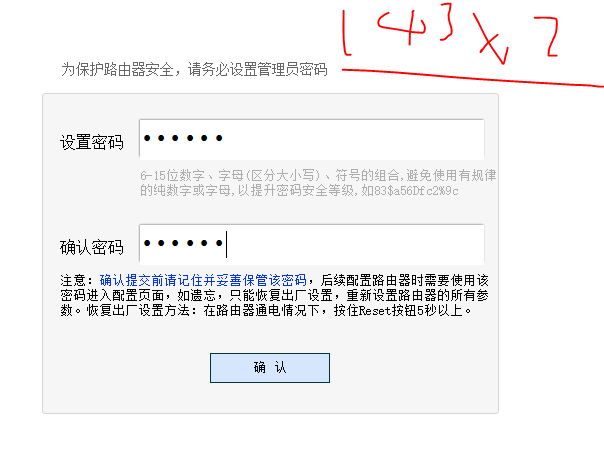 143x2
为保护路由器安全，请务必设置管理员密码
设置密码 ••••••
6-15位数字、字母(区分大小写)、符号的组合,避免使用有规律
的纯数字或字母,以提升密码安全等级,如83$a56Dfc2%9c
确认密码 ••••••
注意：确认提交前请记住并妥善保管该密码，后续配置路由器时需要使用该
密码进入配置页面，如遗忘，只能恢复出厂设置，重新设置路由器的所有参
数。恢复出厂设置方法：在路由器通电情况下，按住Reset按钮5秒以上。
确 认